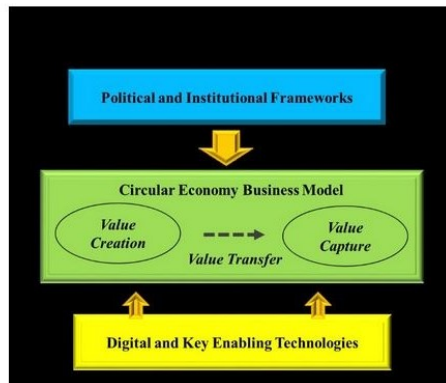 Political and Institutional Frameworks
Circular Economy Business Model
Value
Creation
Value Transfer
Value
Capture
Digital and Key Enabling Technologies